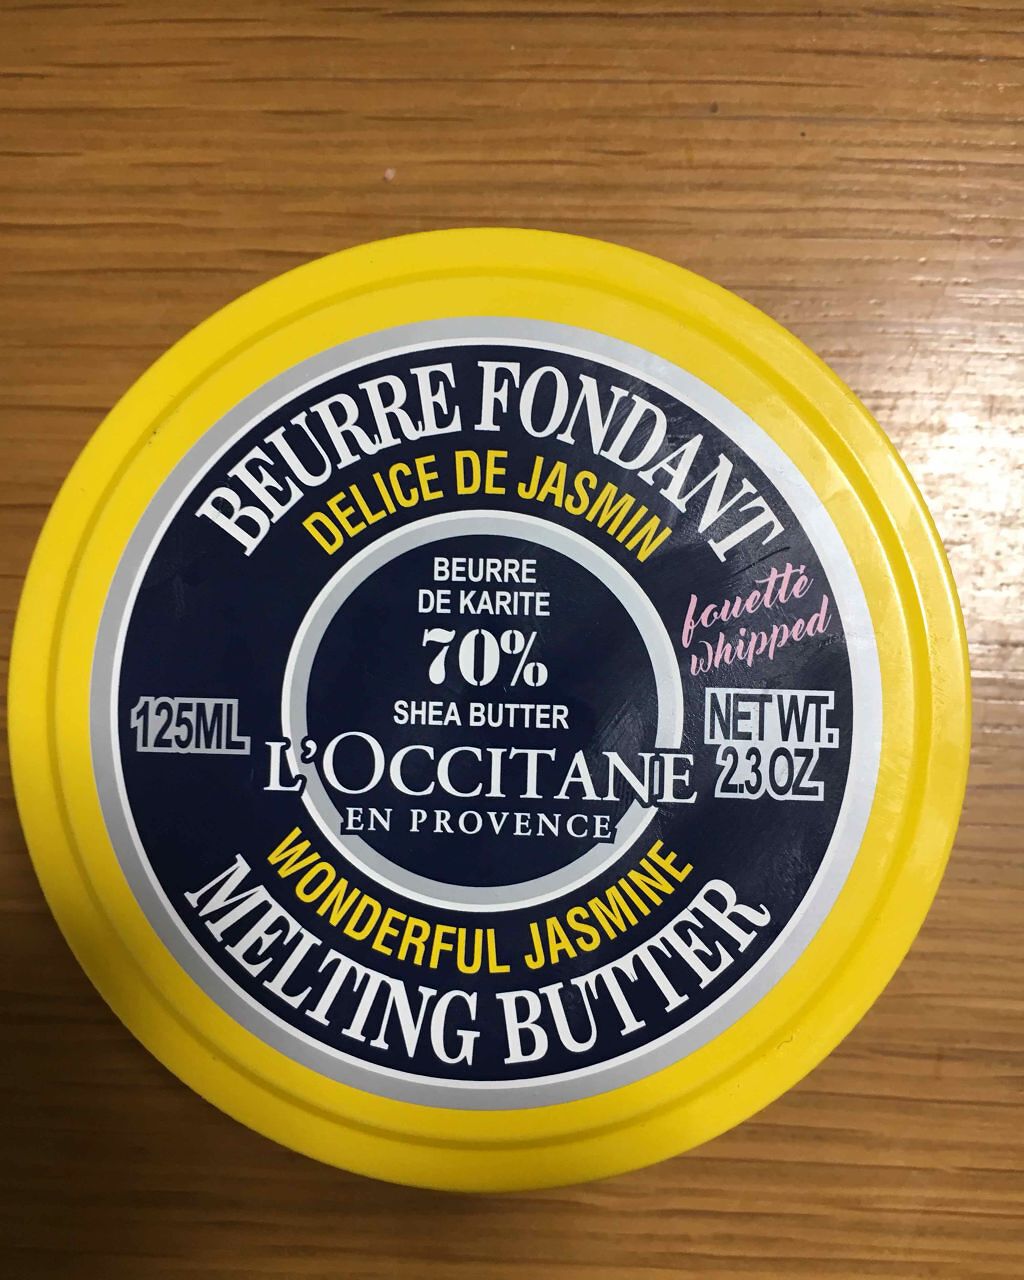 BEURRE FONDANT
DELICE DE JASMIN
BEURRE
DE KARITE
70%
SHEA BUTTER
fouetté
whipped
125ML
NET WT.
2.3 OZ
L'OCCITANE
EN PROVENCE
WONDERFUL JASMINE
MELTING BUTTER